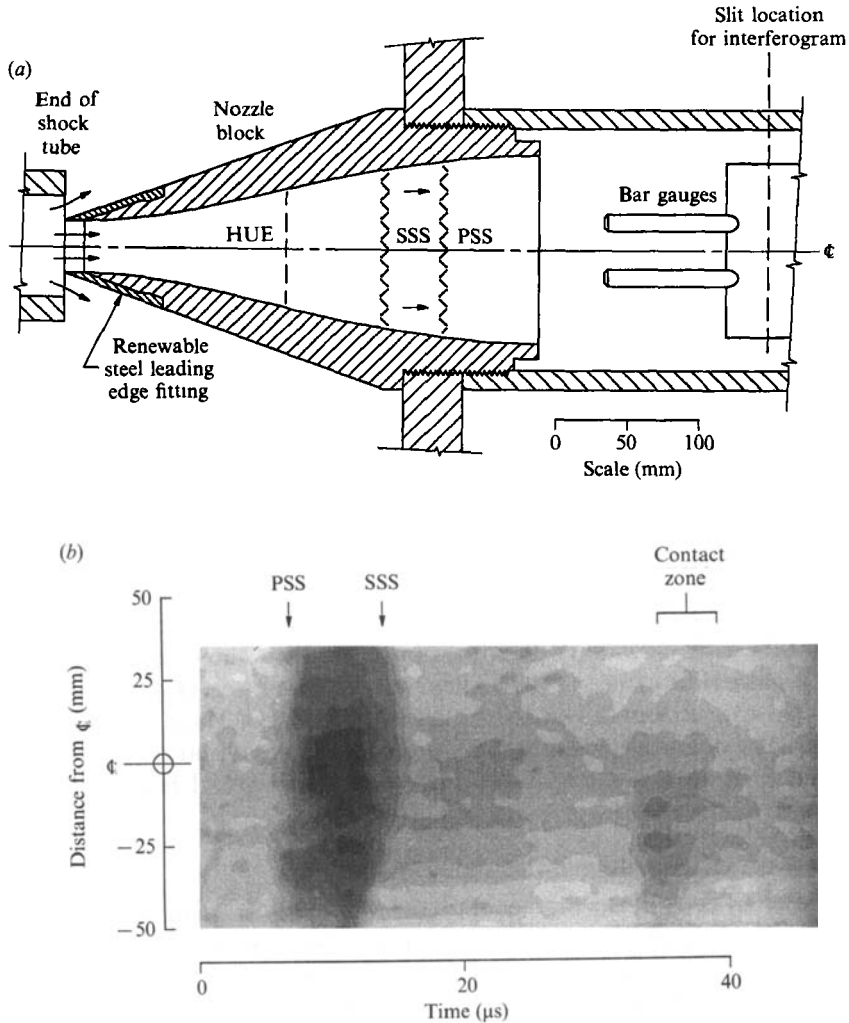 (a)
Slit location
for interferogram
End of
shock
tube
Nozzle
block
Bar gauges
HUE
SSS
PSS
℄
Renewable
steel leading
edge fitting
0 50 100
Scale (mm)
(b)
PSS
SSS
Contact
zone
50
25
℄
−25
−50
Distance from ℄ (mm)
0 20 40
Time (μs)